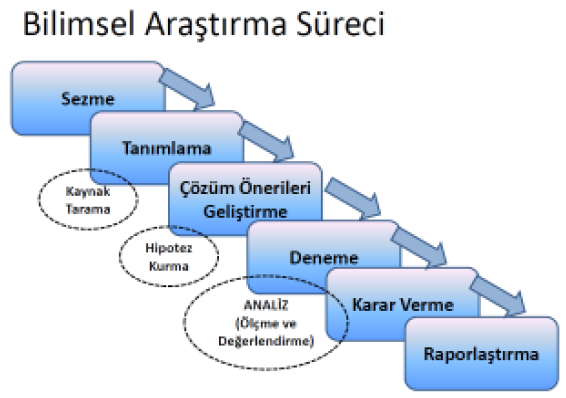 Bilimsel Araştırma Süreci
Sezme
Tanımlama
Kaynak
Tarama
Çözüm Önerileri
Geliştirme
Hipotez
Kurma
Deneme
ANALİZ
(Ölçme ve
Değerlendirme)
Karar Verme
Raporlaştırma